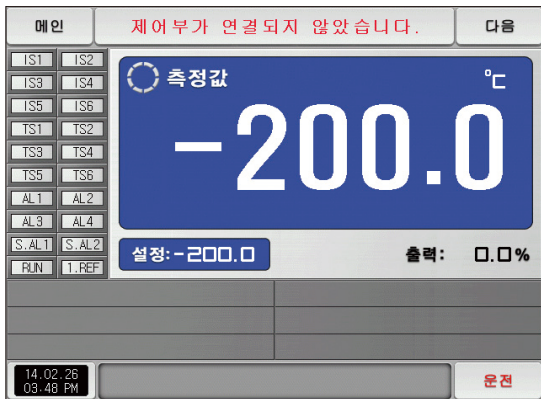 메인 제어부가 연결되지 않았습니다. 다음
IS1 IS2
IS3 IS4
IS5 IS6
TS1 TS2
TS3 TS4
TS5 TS6
AL1 AL2
AL3 AL4
S.AL1 S.AL2
RUN 1.REF
측정값 ℃
-200.0
설정:-200.0 출력: 0.0%
14.02.26
03:48 PM
운전